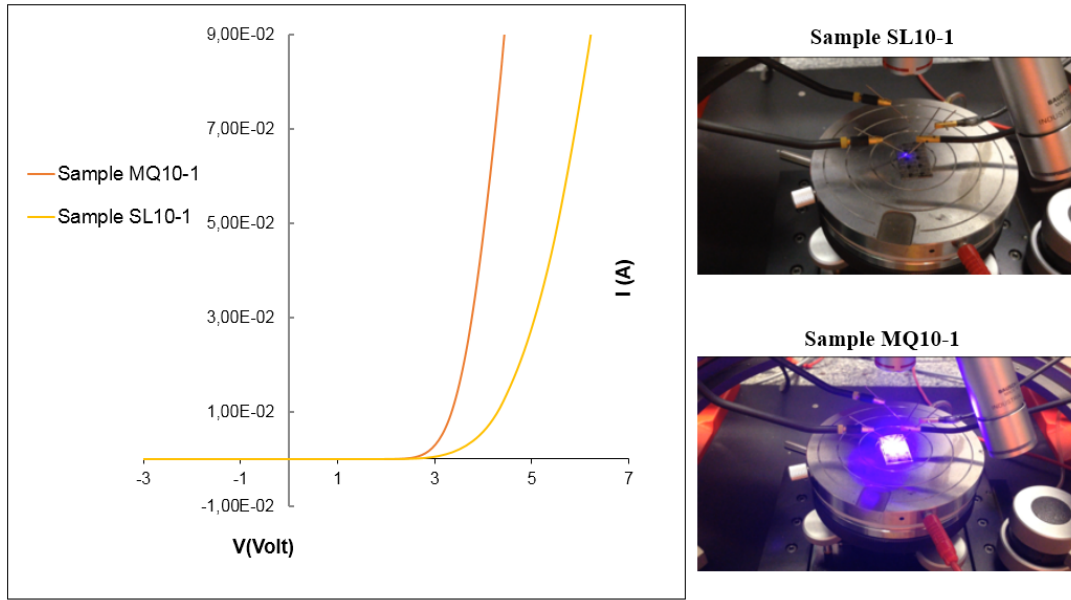 9,00E-02
7,00E-02
5,00E-02
3,00E-02
1,00E-02
-1,00E-02
-3
-1
1
3
5
7
V(Volt)
I (A)
Sample MQ10-1
Sample SL10-1
Sample SL10-1
Sample MQ10-1